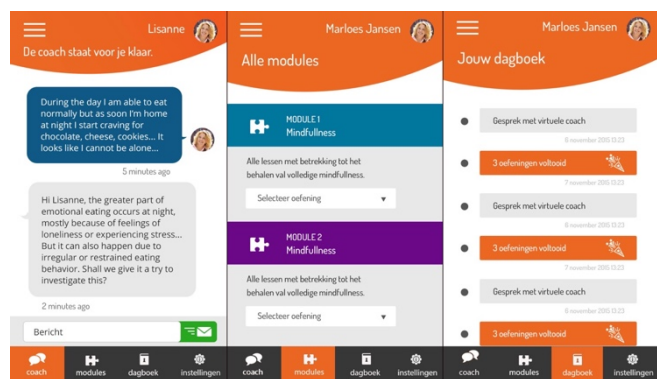 Lisanne
De coach staat voor je klaar.
During the day I am able to eat
normally but as soon I'm home
at night I start craving for
chocolate, cheese, cookies... It
looks like I cannot be alone...
5 minutes ago
Hi Lisanne, the greater part of
emotional eating occurs at night,
mostly because of feelings of
loneliness or experiencing stress...
But it can also happen due to
irregular or restrained eating
behavior. Shall we give it a try to
investigate this?
2 minutes ago
Bericht
coach modules dagboek instellingen
Marloes Jansen
Alle modules
MODULE 1
Mindfullness
Alle lessen met betrekking tot het
behalen val volledige mindfullness.
Selecteer oefening
MODULE 2
Mindfullness
Alle lessen met betrekking tot het
behalen val volledige mindfullness.
Selecteer oefening
coach modules dagboek instellingen
Marloes Jansen
Jouw dagboek
Gesprek met virtuele coach
6 november 2015 13:23
3 oefeningen voltooid
7 november 2015 13:23
Gesprek met virtuele coach
6 november 2015 13:23
3 oefeningen voltooid
7 november 2015 13:23
Gesprek met virtuele coach
6 november 2015 13:23
3 oefeningen voltooid
coach modules dagboek instellingen